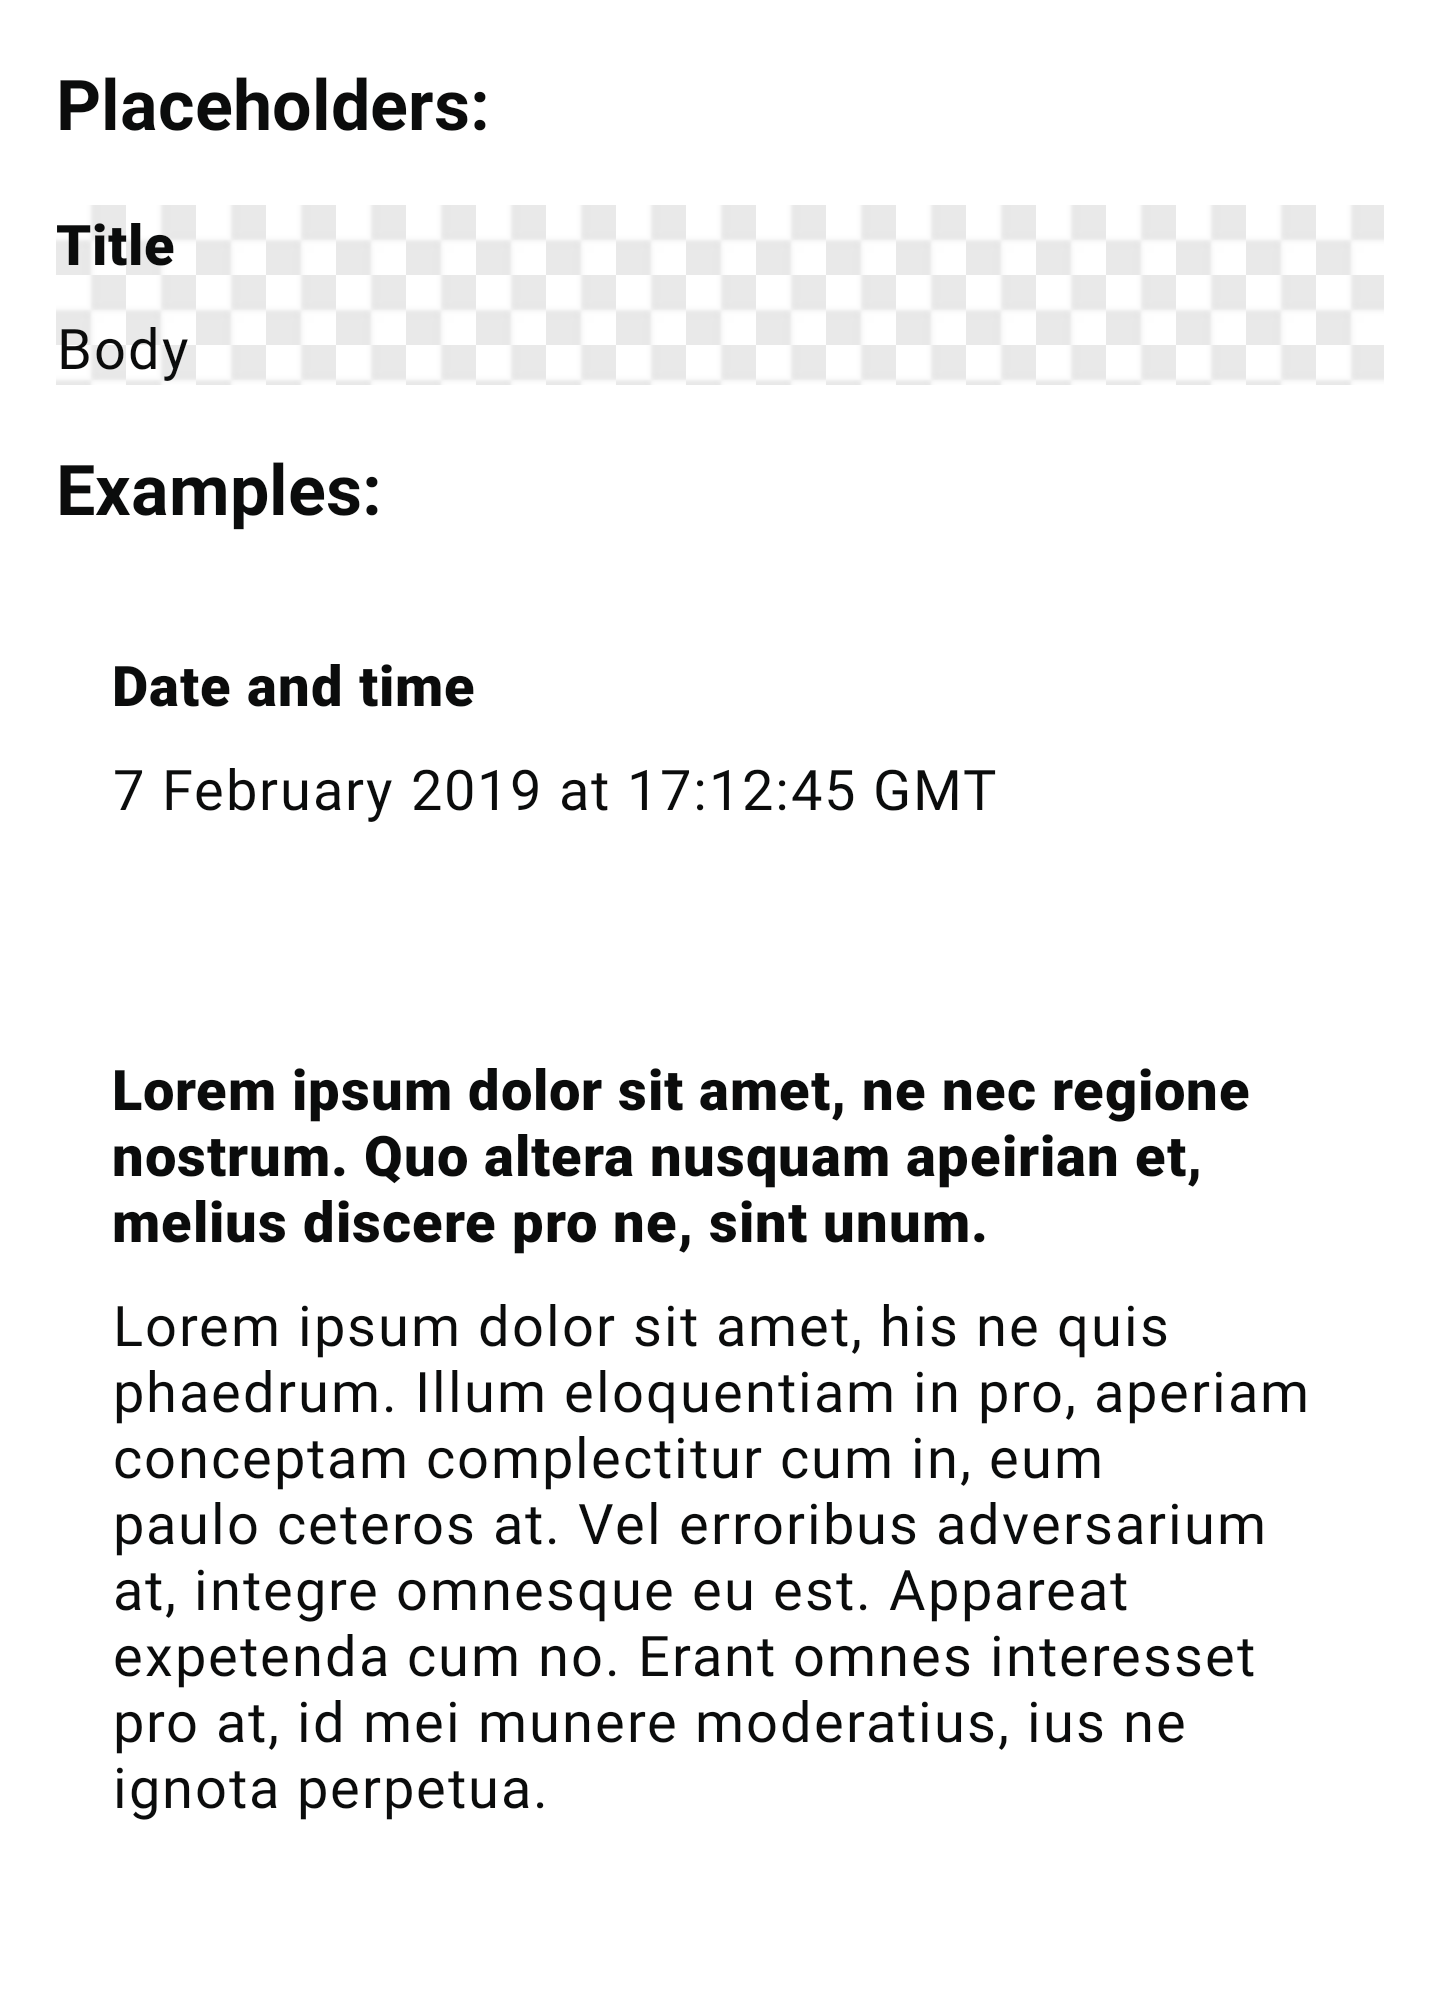 Placeholders:
Title
Body
Examples:
Date and time
7 February 2019 at 17:12:45 GMT
Lorem ipsum dolor sit amet, ne nec regione
nostrum. Quo altera nusquam apeirian et,
melius discere pro ne, sint unum.
Lorem ipsum dolor sit amet, his ne quis
phaedrum. Illum eloquentiam in pro, aperiam
conceptam complectitur cum in, eum
paulo ceteros at. Vel erroribus adversarium
at, integre omnesque eu est. Appareat
expetenda cum no. Erant omnes interesset
pro at, id mei munere moderatius, ius ne
ignota perpetua.